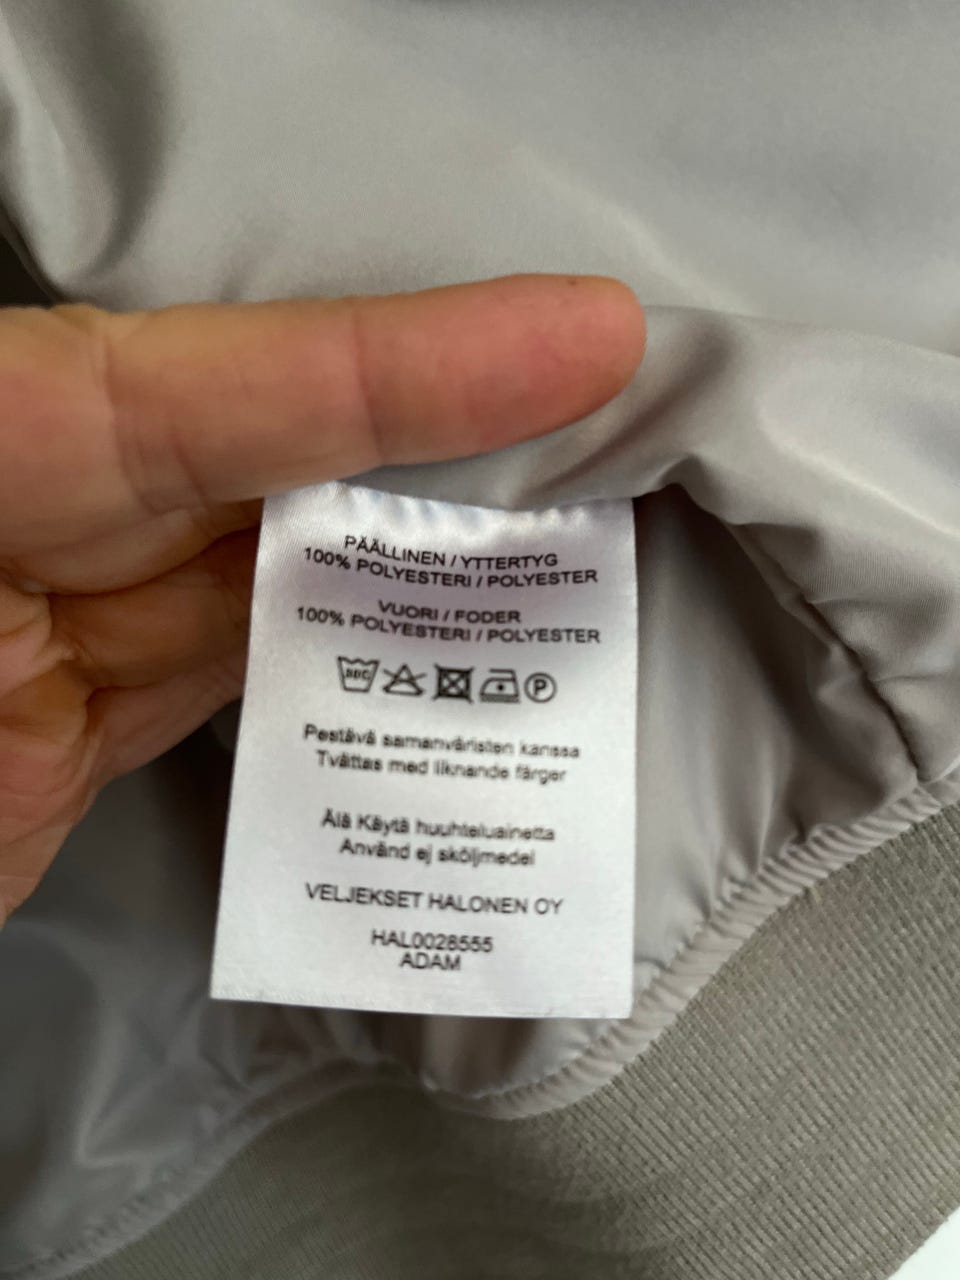 PÄÄLLINEN / YTTERTYG
100% POLYESTERI / POLYESTER
VUORI / FODER
100% POLYESTERI / POLYESTER
P
Pestävä samanväristen kanssa
Tvättas med liknande färger
Älä Käytä huuhteluainetta
Använd ej sköljmedel
VELJEKSET HALONEN OY
HAL0028555
ADAM